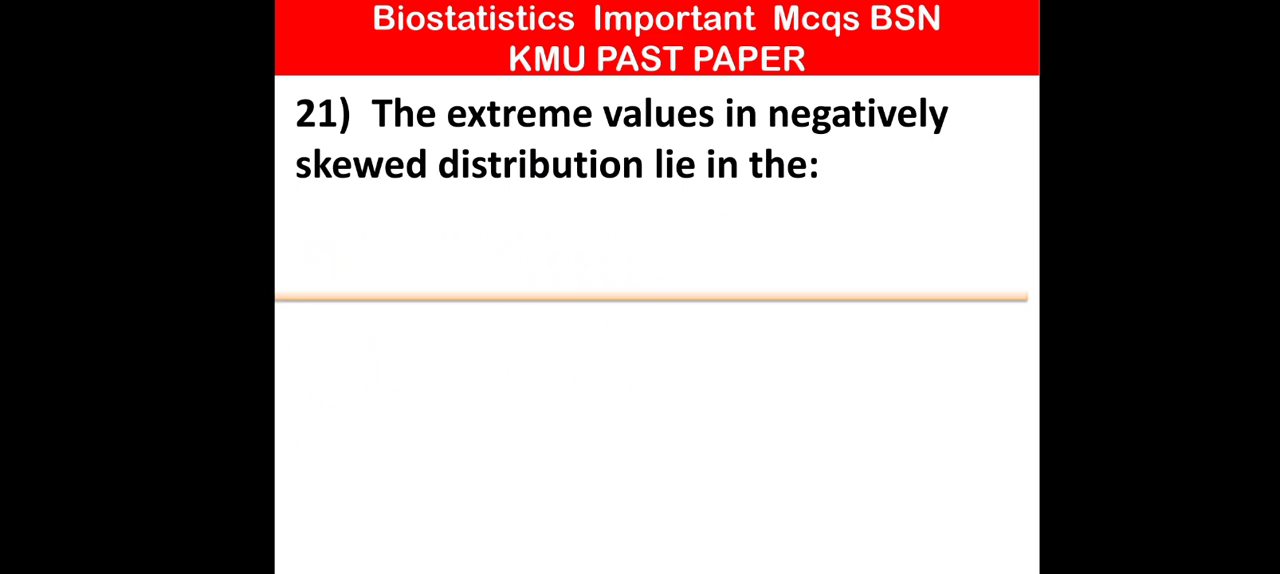 Biostatistics Important Mcqs BSN
KMU PAST PAPER
21) The extreme values in negatively
skewed distribution lie in the: